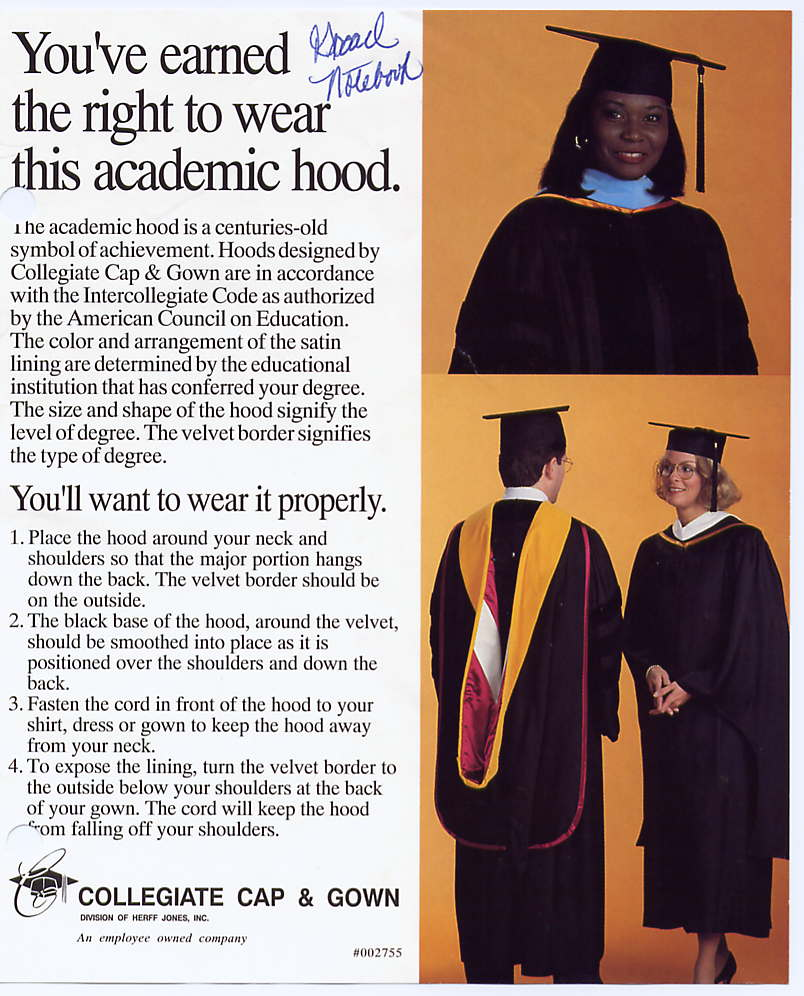 You've earned
the right to wear
this academic hood.
Notebook
The academic hood is a centuries-old
symbol of achievement. Hoods designed by
Collegiate Cap & Gown are in accordance
with the Intercollegiate Code as authorized
by the American Council on Education.
The color and arrangement of the satin
lining are determined by the educational
institution that has conferred your degree.
The size and shape of the hood signify the
level of degree. The velvet border signifies
the type of degree.
You'll want to wear it properly.
1. Place the hood around your neck and
shoulders so that the major portion hangs
down the back. The velvet border should be
on the outside.
2. The black base of the hood, around the velvet,
should be smoothed into place as it is
positioned over the shoulders and down the
back.
3. Fasten the cord in front of the hood to your
shirt, dress or gown to keep the hood away
from your neck.
4. To expose the lining, turn the velvet border to
the outside below your shoulders at the back
of your gown. The cord will keep the hood
from falling off your shoulders.
COLLEGIATE CAP & GOWN
DIVISION OF HERFF JONES, INC.
An employee owned company
#002755